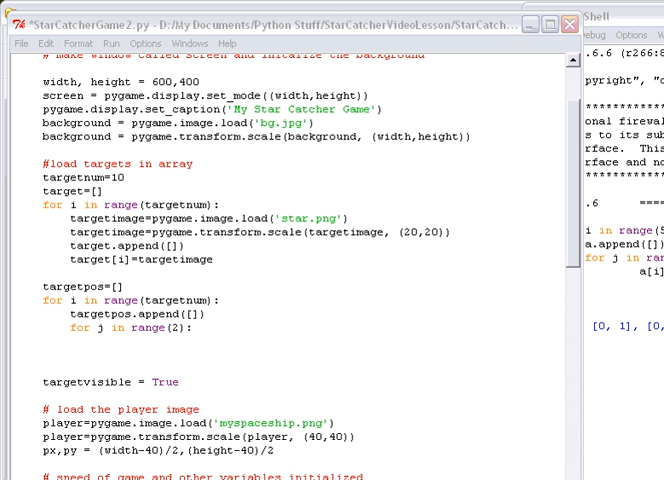 *StarCatcherGame2.py - D:/My Documents/Python Stuff/StarCatcherVideoLesson/StarCatch...
Shell
File Edit Format Run Options Windows Help
ebug Options
# make window called screen and initalize the background
width, height = 600,400
screen = pygame.display.set_mode((width,height))
pygame.display.set_caption('My Star Catcher Game')
background = pygame.image.load('bg.jpg')
background = pygame.transform.scale(background, (width,height))
#load targets in array
targetnum=10
target=[]
for i in range(targetnum):
targetimage=pygame.image.load('star.png')
targetimage=pygame.transform.scale(targetimage, (20,20))
target.append([])
target[i]=targetimage
targetpos=[]
for i in range(targetnum):
targetpos.append([])
for j in range(2):
targetvisible = True
# load the player image
player=pygame.image.load('myspaceship.png')
player=pygame.transform.scale(player, (40,40))
px,py = (width-40)/2,(height-40)/2
# speed of game and other variables initialized
.6.6 (r266:8
pyright", "c
************
onal firewal
s to its sub
rface. This
rface and no
************
.6 ====
i in range(5
a.append([])
for j in ran
a[i]
[0, 1], [0,